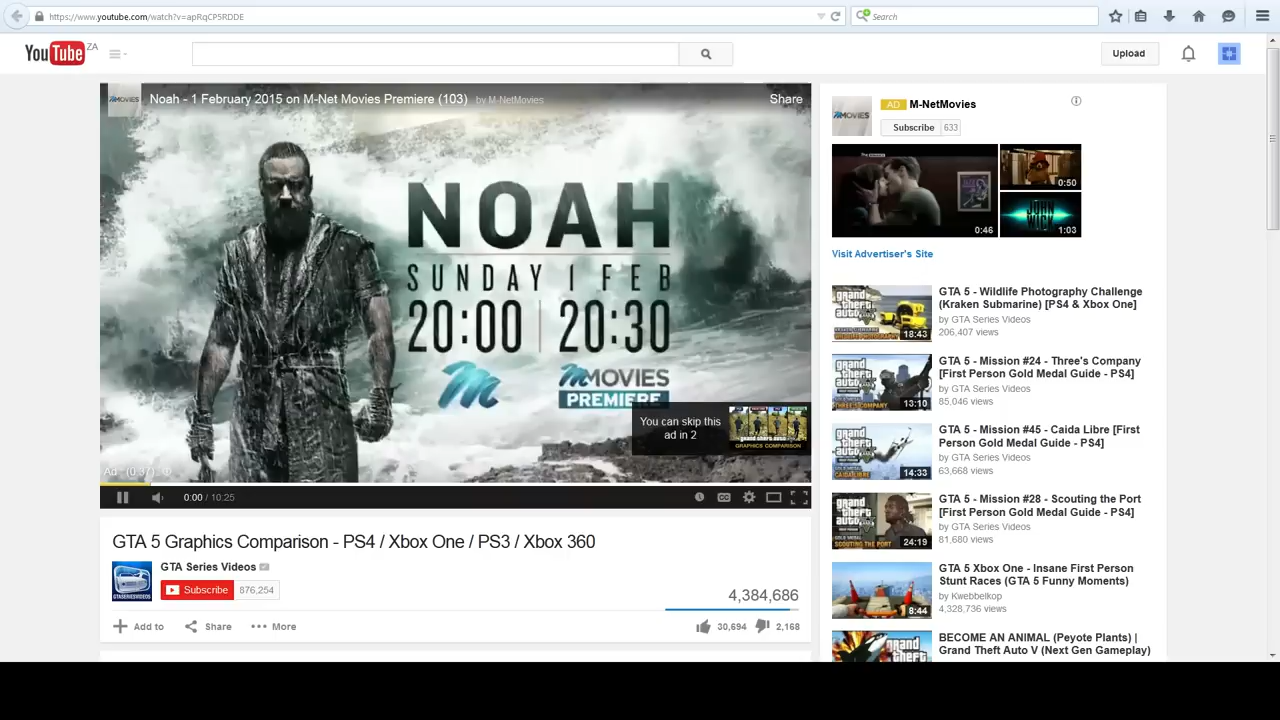 https://www.youtube.com/watch?v=apRqCP5RDDE
Search
YouTube ZA
Upload
MOVIES
Noah - 1 February 2015 on M-Net Movies Premiere (103) by M-NetMovies
Share
NOAH
SUNDAY 1 FEB
20:00 | 20:30
M MOVIES
PREMIERE
You can skip this
ad in 2
GRAPHICS COMPARISON
0:00 / 10:25
CC
GTA 5 Graphics Comparison - PS4 / Xbox One / PS3 / Xbox 360
GTASERIESVIDEOS
GTA Series Videos
Subscribe 876,254
4,384,686
Add to Share More
30,694 2,168
MOVIES
AD M-NetMovies
Subscribe 633
0:46
0:50
JOHN WICK
1:03
Visit Advertiser's Site
18:43
GTA 5 - Wildlife Photography Challenge
(Kraken Submarine) [PS4 & Xbox One]
by GTA Series Videos
206,407 views
13:10
GTA 5 - Mission #24 - Three's Company
[First Person Gold Medal Guide - PS4]
by GTA Series Videos
85,046 views
14:33
GTA 5 - Mission #45 - Caida Libre [First
Person Gold Medal Guide - PS4]
by GTA Series Videos
63,668 views
24:19
GTA 5 - Mission #28 - Scouting the Port
[First Person Gold Medal Guide - PS4]
by GTA Series Videos
81,680 views
8:44
GTA 5 Xbox One - Insane First Person
Stunt Races (GTA 5 Funny Moments)
by Kwebbelkop
4,328,736 views
BECOME AN ANIMAL (Peyote Plants) |
Grand Theft Auto V (Next Gen Gameplay)